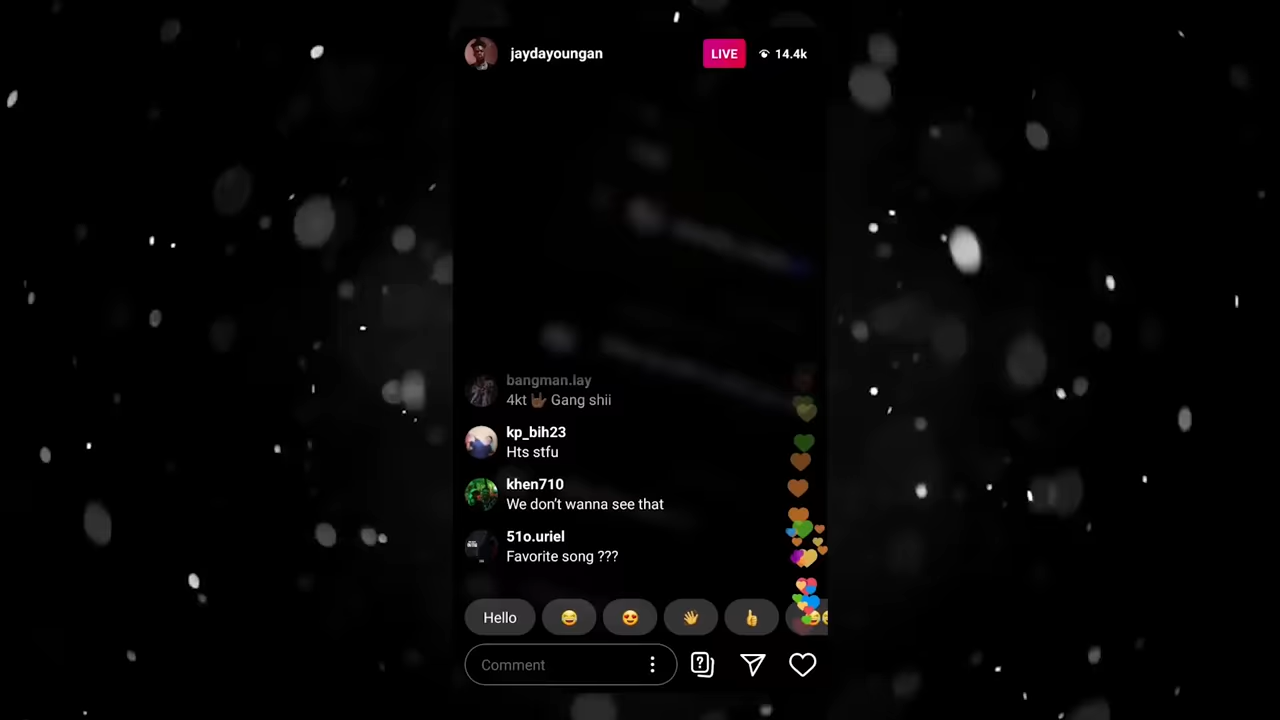 jaydayoungan
LIVE
14.4k
bangman.lay
4kt 🤟🏾 Gang shii
kp_bih23
Hts stfu
khen710
We don't wanna see that
51o.uriel
Favorite song ???
Hello
Comment